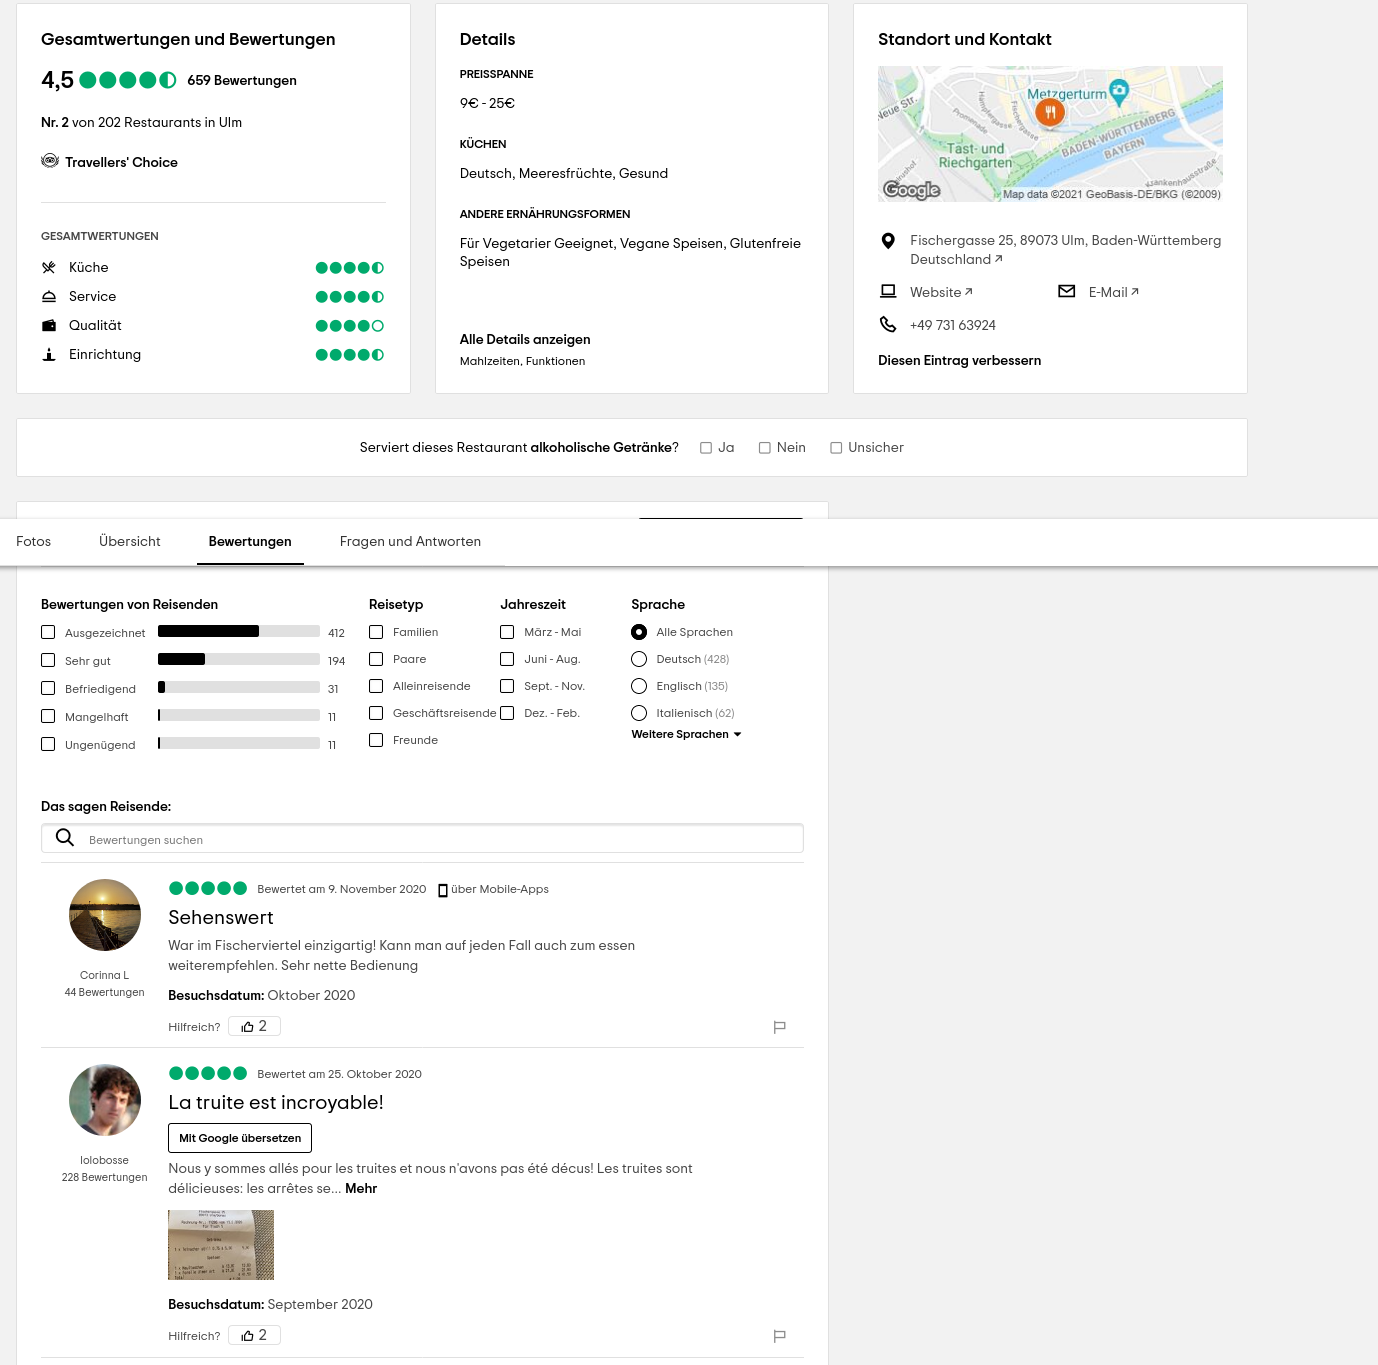 Gesamtwertungen und Bewertungen
4,5 659 Bewertungen
Nr. 2 von 202 Restaurants in Ulm
Travellers' Choice
GESAMTWERTUNGEN
Küche
Service
Qualität
Einrichtung
Details
PREISSPANNE
9€ - 25€
KÜCHEN
Deutsch, Meeresfrüchte, Gesund
ANDERE ERNÄHRUNGSFORMEN
Für Vegetarier Geeignet, Vegane Speisen, Glutenfreie
Speisen
Alle Details anzeigen
Mahlzeiten, Funktionen
Standort und Kontakt
Metzgerturm
Neue Str.
Hämpfergasse
Fischergasse
Promenade
BADEN-WÜRTTEMBERG
BAYERN
Tast- und
Riechgarten
Google
Map data ©2021 GeoBasis-DE/BKG (©2009)
Fischergasse 25, 89073 Ulm, Baden-Württemberg
Deutschland
Website E-Mail
+49 731 63924
Diesen Eintrag verbessern
Serviert dieses Restaurant alkoholische Getränke? Ja Nein Unsicher
Fotos Übersicht Bewertungen Fragen und Antworten
Bewertungen von Reisenden
Ausgezeichnet 412
Sehr gut 194
Befriedigend 31
Mangelhaft 11
Ungenügend 11
Reisetyp
Familien
Paare
Alleinreisende
Geschäftsreisende
Freunde
Jahreszeit
März - Mai
Juni - Aug.
Sept. - Nov.
Dez. - Feb.
Sprache
Alle Sprachen
Deutsch (428)
Englisch (135)
Italienisch (62)
Weitere Sprachen
Das sagen Reisende:
Bewertungen suchen
Corinna L
44 Bewertungen
Bewertet am 9. November 2020 über Mobile-Apps
Sehenswert
War im Fischerviertel einzigartig! Kann man auf jeden Fall auch zum essen
weiterempfehlen. Sehr nette Bedienung
Besuchsdatum: Oktober 2020
Hilfreich? 2
lolobosse
228 Bewertungen
Bewertet am 25. Oktober 2020
La truite est incroyable!
Mit Google übersetzen
Nous y sommes allés pour les truites et nous n'avons pas été décus! Les truites sont
délicieuses: les arrêtes se... Mehr
Besuchsdatum: September 2020
Hilfreich? 2